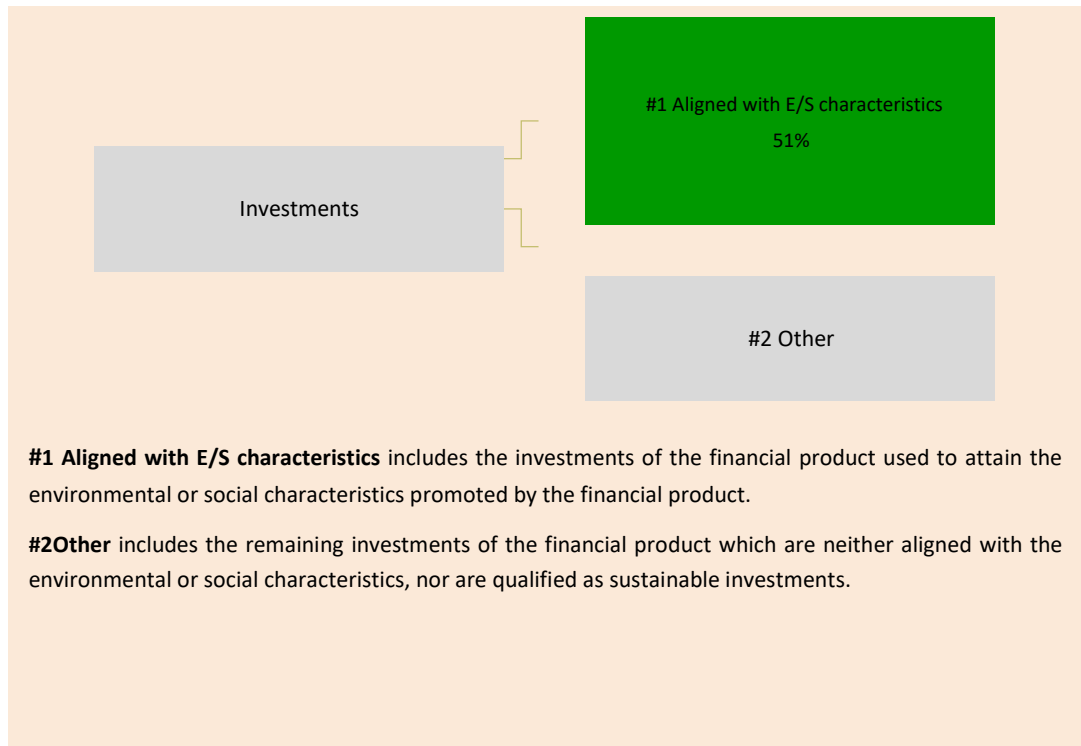 #1 Aligned with E/S characteristics
51%
Investments
#2 Other
#1 Aligned with E/S characteristics includes the investments of the financial product used to attain the
environmental or social characteristics promoted by the financial product.
#2Other includes the remaining investments of the financial product which are neither aligned with the
environmental or social characteristics, nor are qualified as sustainable investments.